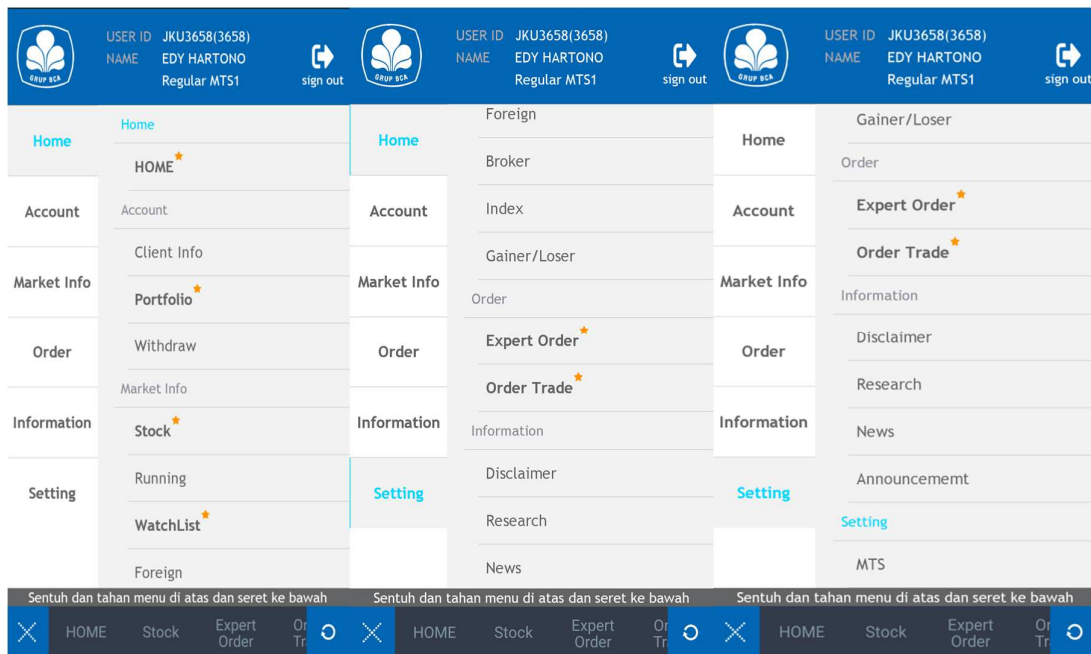 GRUP BCA
USER ID JKU3658(3658)
NAME EDY HARTONO
Regular MTS1
sign out
Home
Account
Market Info
Order
Information
Setting
Home
HOME
Account
Client Info
Portfolio
Withdraw
Market Info
Stock
Running
WatchList
Foreign
Sentuh dan tahan menu di atas dan seret ke bawah
HOME
Stock
Expert
Order
Or
Tr
GRUP BCA
USER ID JKU3658(3658)
NAME EDY HARTONO
Regular MTS1
sign out
Home
Account
Market Info
Order
Information
Setting
Foreign
Broker
Index
Gainer/Loser
Order
Expert Order
Order Trade
Information
Disclaimer
Research
News
Sentuh dan tahan menu di atas dan seret ke bawah
HOME
Stock
Expert
Order
Or
Tr
GRUP BCA
USER ID JKU3658(3658)
NAME EDY HARTONO
Regular MTS1
sign out
Home
Account
Market Info
Order
Information
Setting
Gainer/Loser
Order
Expert Order
Order Trade
Information
Disclaimer
Research
News
Announcememt
Setting
MTS
Sentuh dan tahan menu di atas dan seret ke bawah
HOME
Stock
Expert
Order
Or
Tr